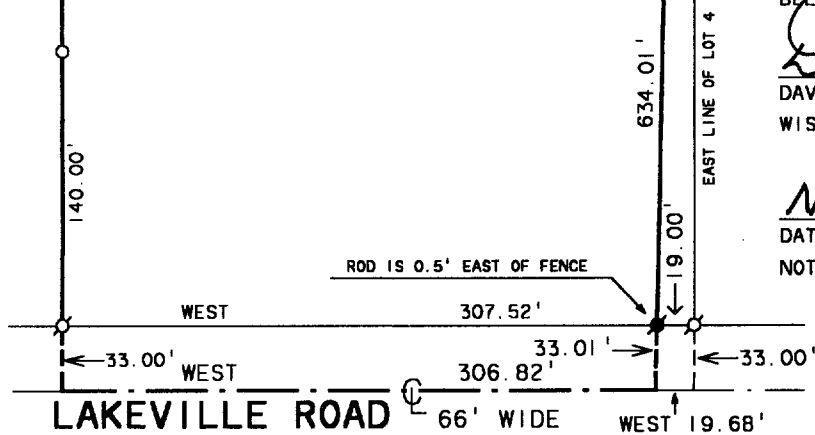 634.01'
EAST LINE OF LOT 4
DAV
WIS
140.00'
19.00'
DAT
NOT
ROD IS 0.5' EAST OF FENCE
WEST 307.52'
33.00'
33.01'
33.00'
WEST 306.82'
LAKEVILLE ROAD ℄ 66' WIDE
WEST 19.68'